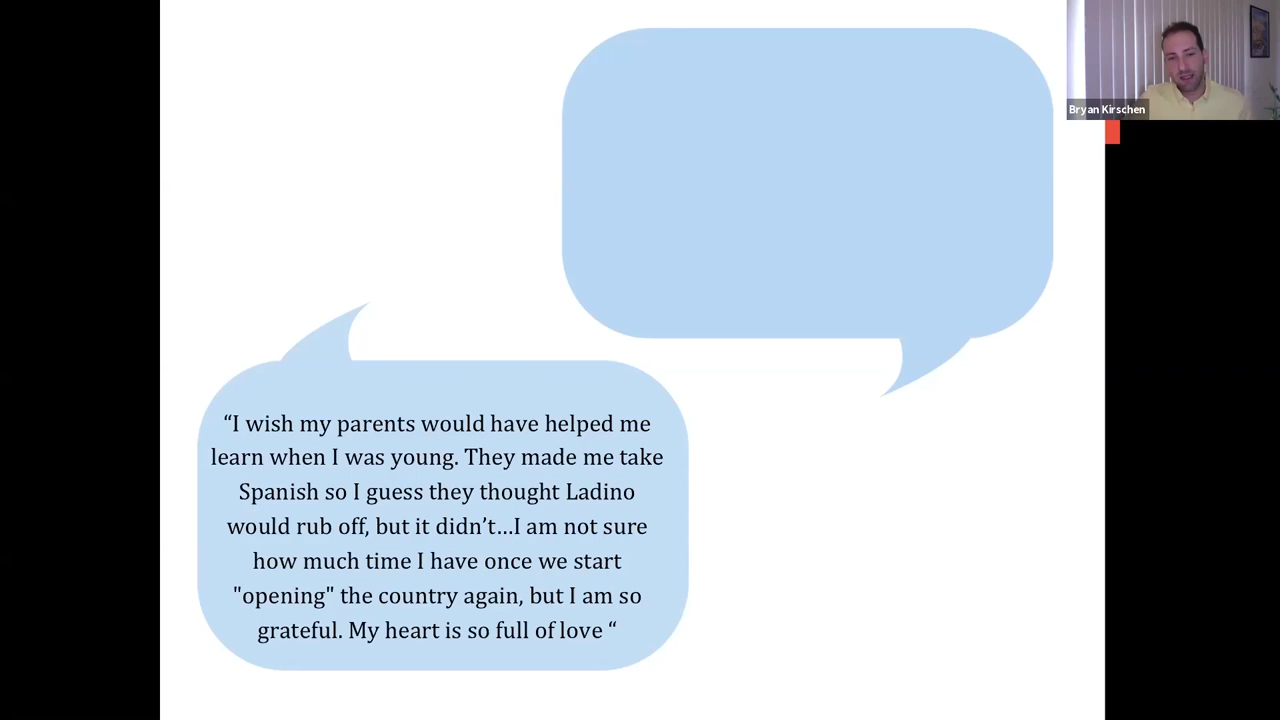 Bryan Kirschen
“I wish my parents would have helped me
learn when I was young. They made me take
Spanish so I guess they thought Ladino
would rub off, but it didn’t…I am not sure
how much time I have once we start
"opening" the country again, but I am so
grateful. My heart is so full of love “